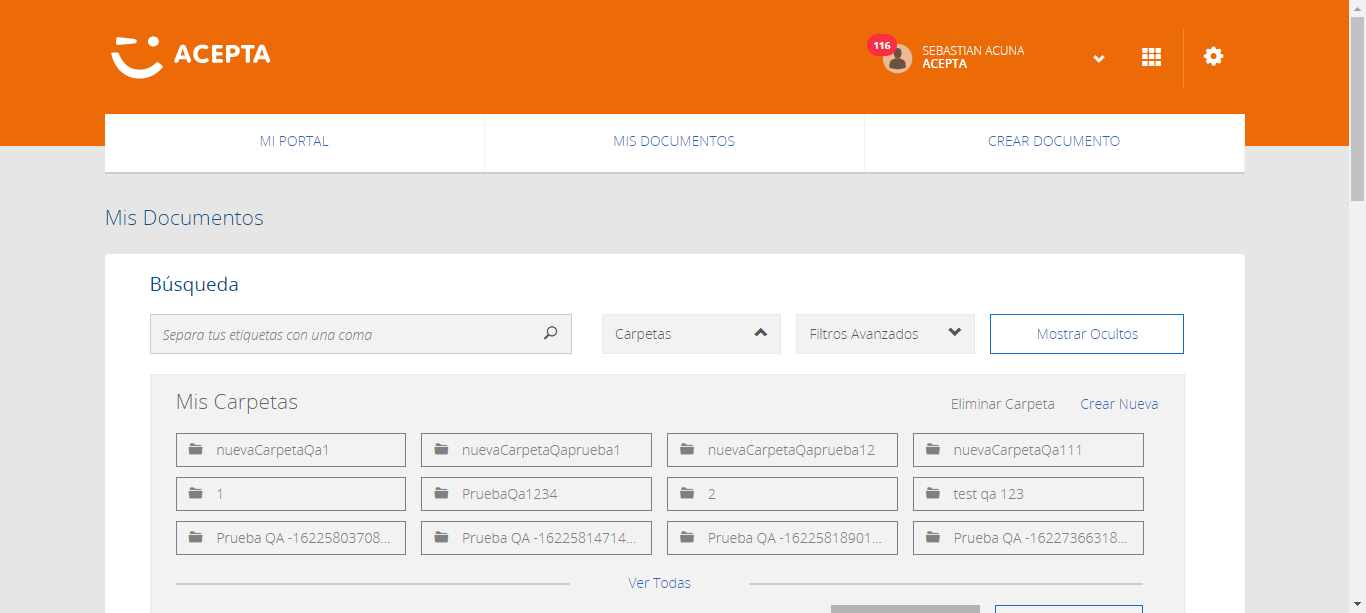 ACEPTA
116
SEBASTIAN ACUNA
ACEPTA
MI PORTAL
MIS DOCUMENTOS
CREAR DOCUMENTO
Mis Documentos
Búsqueda
Separa tus etiquetas con una coma
Carpetas
Filtros Avanzados
Mostrar Ocultos
Mis Carpetas
Eliminar Carpeta
Crear Nueva
nuevaCarpetaQa1
nuevaCarpetaQaprueba1
nuevaCarpetaQaprueba12
nuevaCarpetaQa111
1
PruebaQa1234
2
test qa 123
Prueba QA -16225803708...
Prueba QA -16225814714...
Prueba QA -16225818901...
Prueba QA -16227366318...
Ver Todas